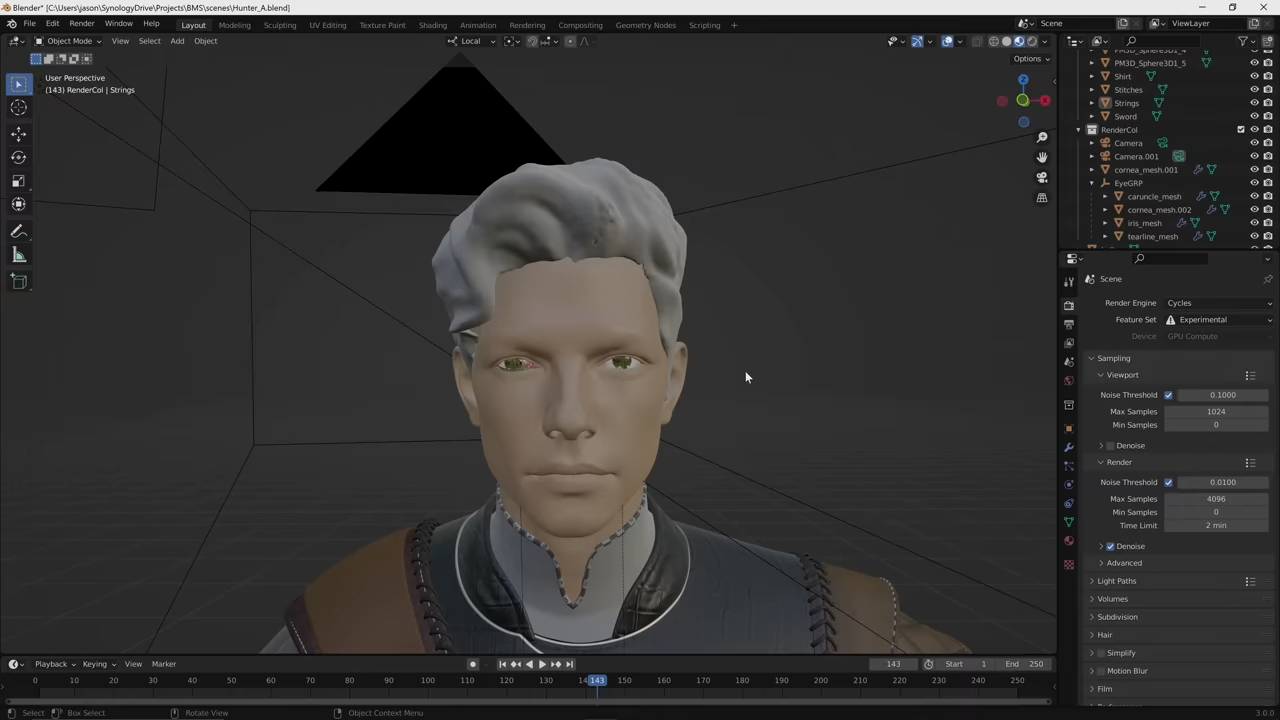 Blender* [C:\Users\jason\SynologyDrive\Projects\BMS\scenes\Hunter_A.blend]
File Edit Render Window Help Layout Modeling Sculpting UV Editing Texture Paint Shading Animation Rendering Compositing Geometry Nodes Scripting + Scene ViewLayer
Object Mode View Select Add Object Local
Options
User Perspective
(143) RenderCol | Strings
Z
X
PM3D_Sphere3D1_4
PM3D_Sphere3D1_5
Shirt
Stitches
Strings
Sword
RenderCol
Camera
Camera.001
cornea_mesh.001
EyeGRP
caruncle_mesh
cornea_mesh.002
iris_mesh
tearline_mesh
Scene
Render Engine Cycles
Feature Set Experimental
Device GPU Compute
Sampling
Viewport
Noise Threshold 0.1000
Max Samples 1024
Min Samples 0
Denoise
Render
Noise Threshold 0.0100
Max Samples 4096
Min Samples 0
Time Limit 2 min
Denoise
Advanced
Light Paths
Volumes
Subdivision
Hair
Simplify
Motion Blur
Film
Playback Keying View Marker 143 Start 1 End 250
0 10 20 30 40 50 60 70 80 90 100 110 120 130 143 150 160 170 180 190 200 210 220 230 240 250
Select Box Select Rotate View Object Context Menu 3.0.0